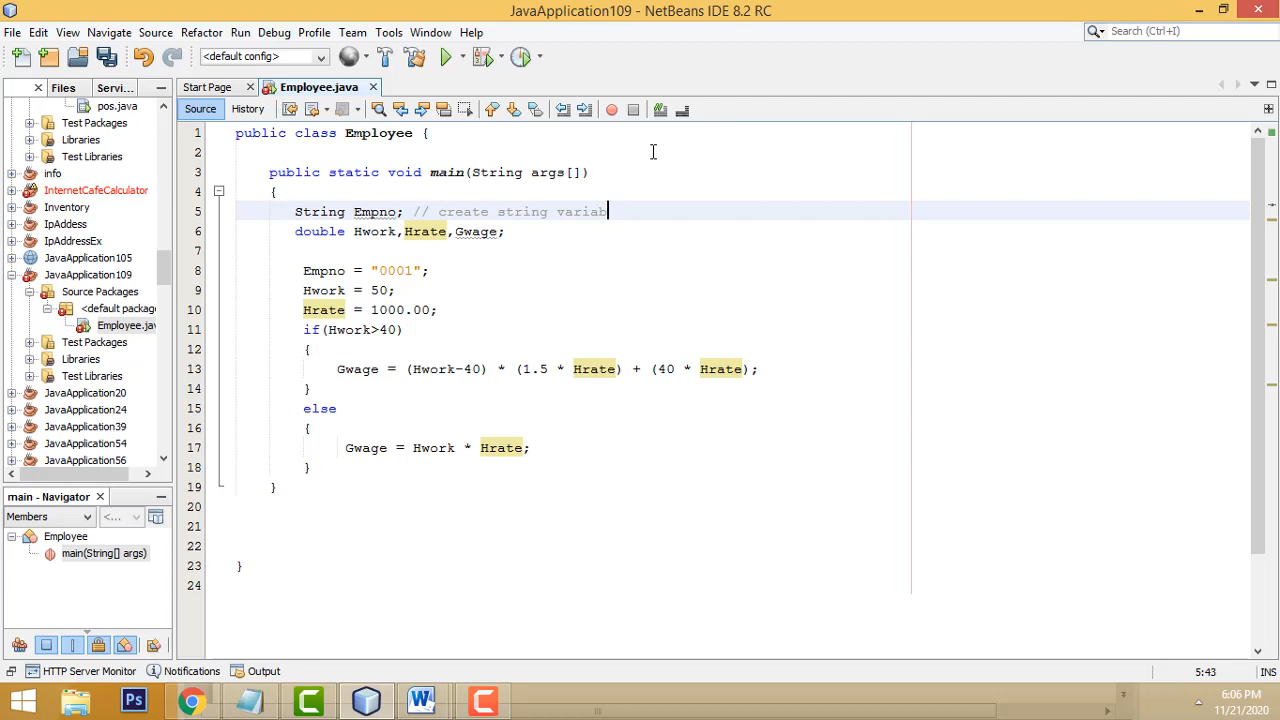 JavaApplication109 - NetBeans IDE 8.2 RC
File Edit View Navigate Source Refactor Run Debug Profile Team Tools Window Help
Search (Ctrl+I)
<default config>
Files Servi...
Start Page Employee.java
Source History
pos.java
Test Packages
Libraries
Test Libraries
info
InternetCafeCalculator
Inventory
IpAddess
IpAddressEx
JavaApplication105
JavaApplication109
Source Packages
<default package
Employee.jav
Test Packages
Libraries
Test Libraries
JavaApplication20
JavaApplication24
JavaApplication39
JavaApplication54
JavaApplication56
main - Navigator
Members
<...
Employee
main(String[] args)
1 public class Employee {
2
3 public static void main(String args[])
4 {
5 String Empno; // create string variab
6 double Hwork,Hrate,Gwage;
7
8 Empno = "0001";
9 Hwork = 50;
10 Hrate = 1000.00;
11 if(Hwork>40)
12 {
13 Gwage = (Hwork-40) * (1.5 * Hrate) + (40 * Hrate);
14 }
15 else
16 {
17 Gwage = Hwork * Hrate;
18 }
19 }
20
21
22
23 }
24
HTTP Server Monitor Notifications Output
5:43 INS
Ps
6:06 PM
11/21/2020